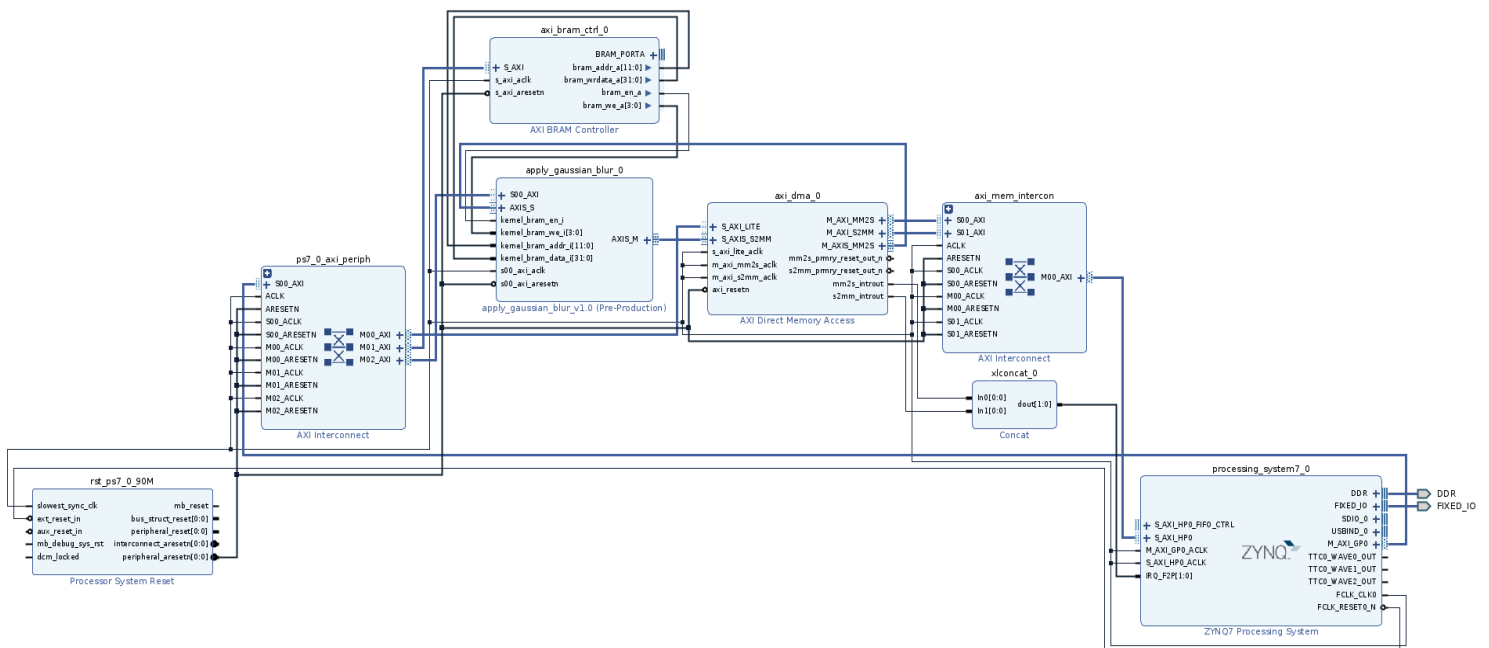 axi_bram_ctrl_0
BRAM_PORTA
S_AXI
s_axi_aclk
s_axi_aresetn
bram_addr_a[11:0]
bram_wrdata_a[31:0]
bram_en_a
bram_we_a[3:0]
AXI BRAM Controller
apply_gaussian_blur_0
S00_AXI
AXIS_S
kernel_bram_en_i
kernel_bram_we_i[3:0]
kernel_bram_addr_i[11:0]
kernel_bram_data_i[31:0]
s00_axi_aclk
s00_axi_aresetn
AXIS_M
apply_gaussian_blur_v1.0 (Pre-Production)
axi_dma_0
S_AXI_LITE
S_AXIS_S2MM
s_axi_lite_aclk
m_axi_mm2s_aclk
m_axi_s2mm_aclk
axi_resetn
M_AXI_MM2S
M_AXI_S2MM
M_AXIS_MM2S
mm2s_prmry_reset_out_n
s2mm_prmry_reset_out_n
mm2s_introut
s2mm_introut
AXI Direct Memory Access
axi_mem_intercon
S00_AXI
S01_AXI
ACLK
ARESETN
S00_ACLK
S00_ARESETN
M00_ACLK
M00_ARESETN
S01_ACLK
S01_ARESETN
M00_AXI
AXI Interconnect
ps7_0_axi_periph
S00_AXI
ACLK
ARESETN
S00_ACLK
S00_ARESETN
M00_ACLK
M00_ARESETN
M01_ACLK
M01_ARESETN
M02_ACLK
M02_ARESETN
M00_AXI
M01_AXI
M02_AXI
AXI Interconnect
xlconcat_0
In0[0:0]
In1[0:0]
dout[1:0]
Concat
rst_ps7_0_90M
slowest_sync_clk
ext_reset_in
aux_reset_in
mb_debug_sys_rst
dcm_locked
mb_reset
bus_struct_reset[0:0]
peripheral_reset[0:0]
interconnect_aresetn[0:0]
peripheral_aresetn[0:0]
Processor System Reset
processing_system7_0
S_AXI_HP0_FIFO_CTRL
S_AXI_HP0
M_AXI_GP0_ACLK
S_AXI_HP0_ACLK
IRQ_F2P[1:0]
ZYNQ
DDR
FIXED_IO
SDIO_0
USBIND_0
M_AXI_GP0
TTC0_WAVE0_OUT
TTC0_WAVE1_OUT
TTC0_WAVE2_OUT
FCLK_CLK0
FCLK_RESET0_N
ZYNQ7 Processing System
DDR
FIXED_IO